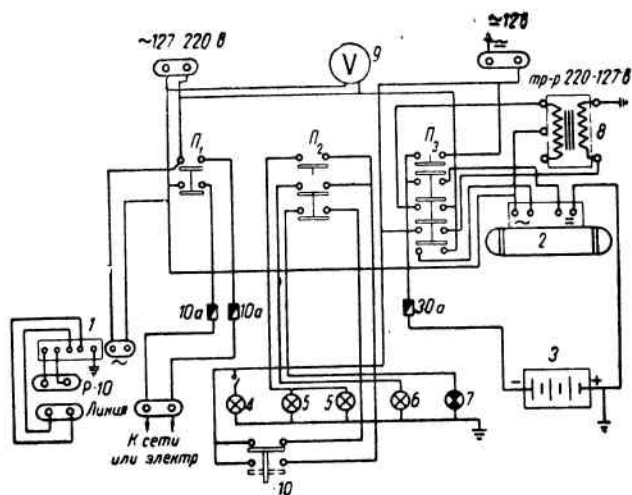 ~127 220 в
V
9
≃12в
тр-р 220-127в
П₁
П₂
П₃
8
~
=
2
10а
10а
30а
1
Р-10
~
Линия
К сети
или электр
4
5
5
6
7
-
3
+
10